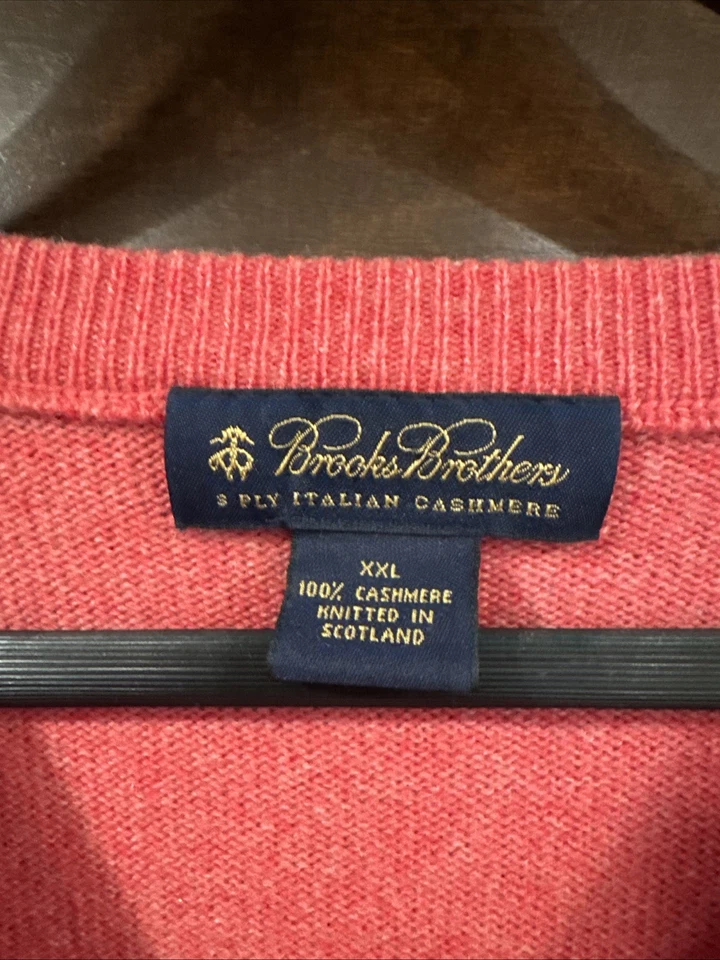 Brooks Brothers
3 PLY ITALIAN CASHMERE
XXL
100% CASHMERE
KNITTED IN
SCOTLAND